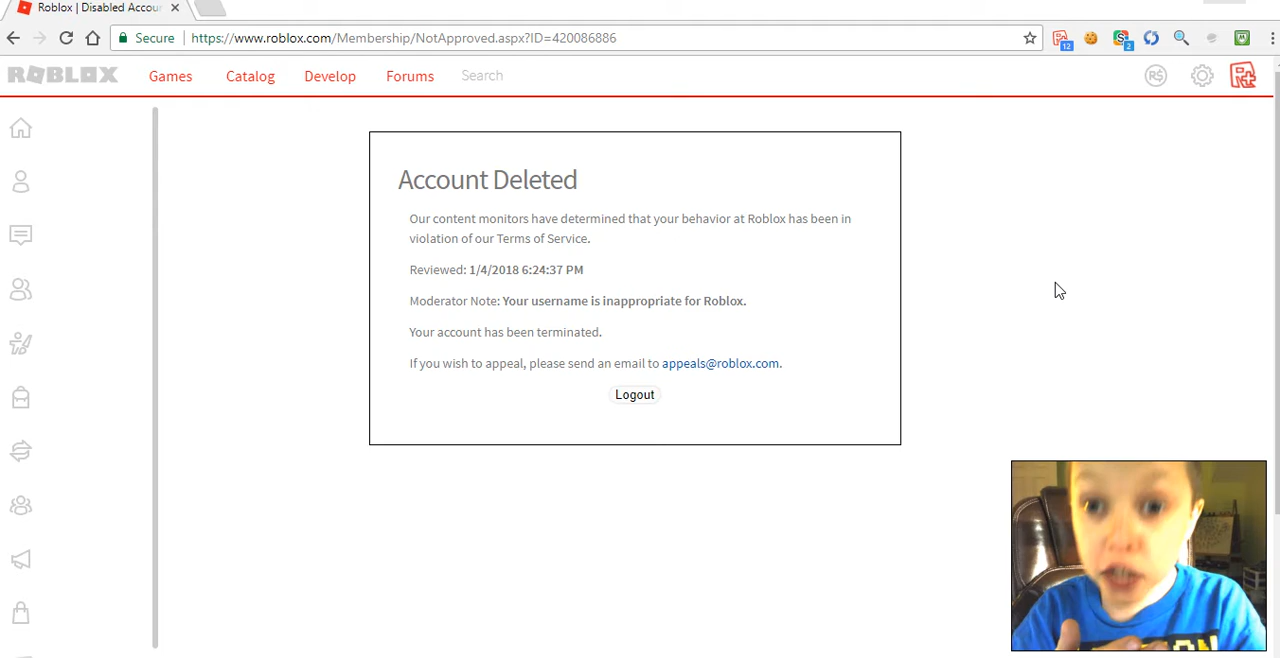 Roblox | Disabled Accou
Secure https://www.roblox.com/Membership/NotApproved.aspx?ID=420086886
12
2
ROBLOX Games Catalog Develop Forums Search R$ R+
Account Deleted
Our content monitors have determined that your behavior at Roblox has been in
violation of our Terms of Service.
Reviewed: 1/4/2018 6:24:37 PM
Moderator Note: Your username is inappropriate for Roblox.
Your account has been terminated.
If you wish to appeal, please send an email to appeals@roblox.com.
Logout